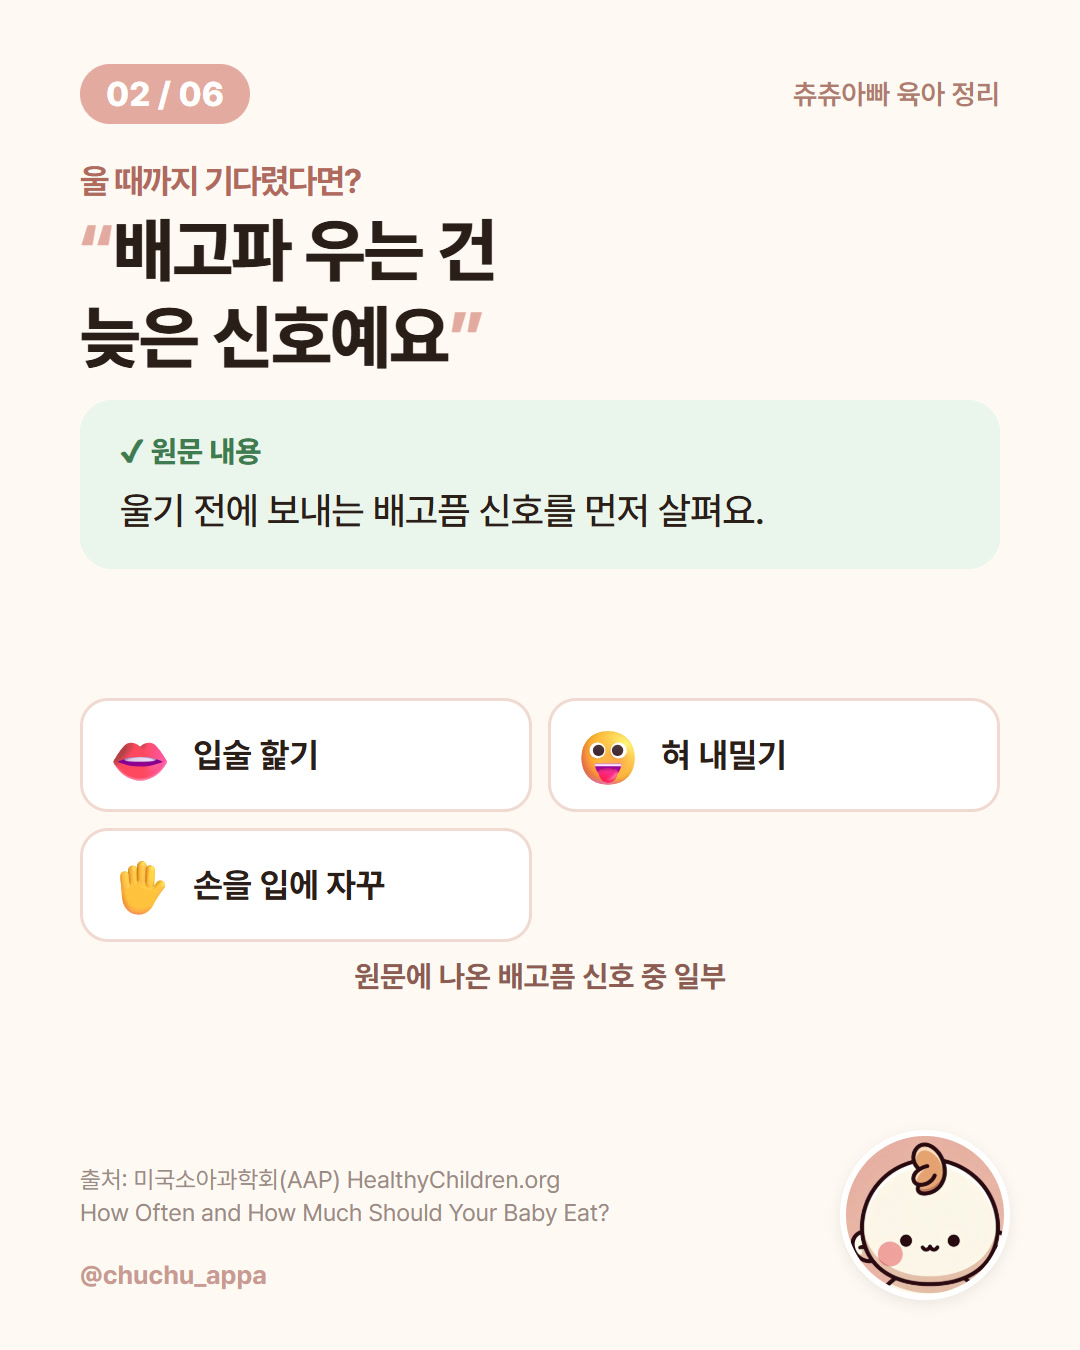 02 / 06
츄츄아빠 육아 정리
울 때까지 기다렸다면?
“배고파 우는 건
늦은 신호예요”
✓ 원문 내용
울기 전에 보내는 배고픔 신호를 먼저 살펴요.
입술 핥기
혀 내밀기
손을 입에 자꾸
원문에 나온 배고픔 신호 중 일부
출처: 미국소아과학회(AAP) HealthyChildren.org
How Often and How Much Should Your Baby Eat?
@chuchu_appa